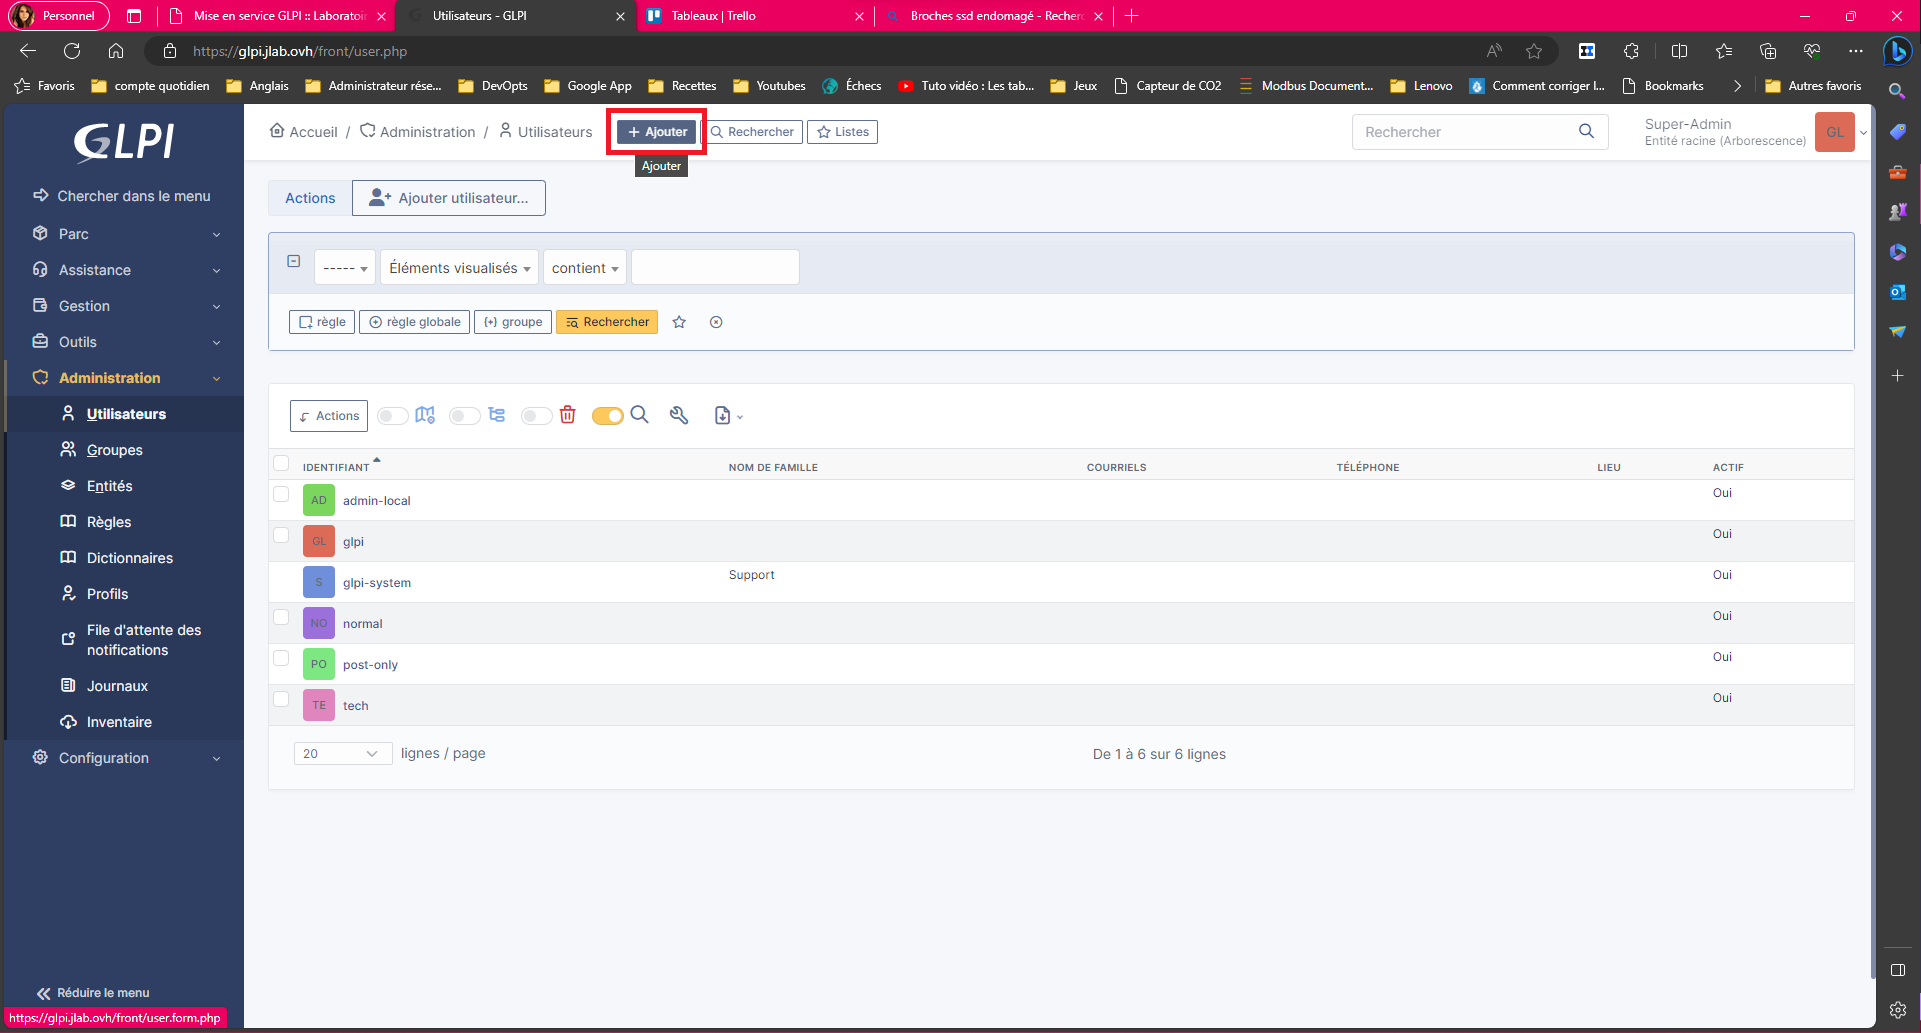 Personnel
Mise en service GLPI :: Laboratoi
Utilisateurs - GLPI
Tableaux | Trello
Broches ssd endomagé - Recher
https://glpi.jlab.ovh/front/user.php
Favoris
compte quotidien
Anglais
Administrateur rése...
DevOpts
Google App
Recettes
Youtubes
Échecs
Tuto vidéo : Les tab...
Jeux
Capteur de CO2
Modbus Document...
Lenovo
Comment corriger l...
Bookmarks
Autres favoris
GLPI
Chercher dans le menu
Parc
Assistance
Gestion
Outils
Administration
Utilisateurs
Groupes
Entités
Règles
Dictionnaires
Profils
File d'attente des
notifications
Journaux
Inventaire
Configuration
Réduire le menu
https://glpi.jlab.ovh/front/user.form.php
Accueil / Administration / Utilisateurs
+ Ajouter
Rechercher
Listes
Ajouter
Rechercher
Super-Admin
Entité racine (Arborescence)
GL
Actions
Ajouter utilisateur...
-----
Éléments visualisés
contient
règle
règle globale
(+) groupe
Rechercher
Actions
IDENTIFIANT NOM DE FAMILLE COURRIELS TÉLÉPHONE LIEU ACTIF
AD admin-local Oui
GL glpi Oui
S glpi-system Support Oui
NO normal Oui
PO post-only Oui
TE tech Oui
20 lignes / page
De 1 à 6 sur 6 lignes